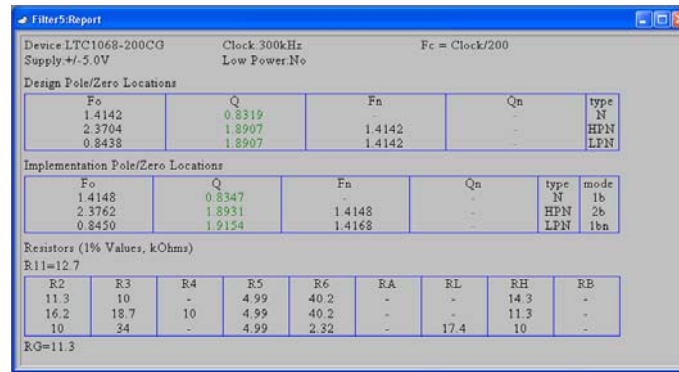 Filter5:Report
Device:LTC1068-200CG Clock:300kHz Fc = Clock/200
Supply:+/-5.0V Low Power:No
Design Pole/Zero Locations
Fo Q Fn Qn type
1.4142 0.8319 - - N
2.3704 1.8907 1.4142 - HPN
0.8438 1.8907 1.4142 - LPN
Implementation Pole/Zero Locations
Fo Q Fn Qn type mode
1.4148 0.8347 - - N 1b
2.3762 1.8931 1.4148 - HPN 2b
0.8450 1.9154 1.4168 - LPN 1bn
Resistors (1% Values, kOhms)
R11=12.7
R2 R3 R4 R5 R6 RA RL RH RB
11.3 10 - 4.99 40.2 - - 14.3 -
16.2 18.7 10 4.99 40.2 - - 11.3 -
10 34 - 4.99 2.32 - 17.4 10 -
RG=11.3